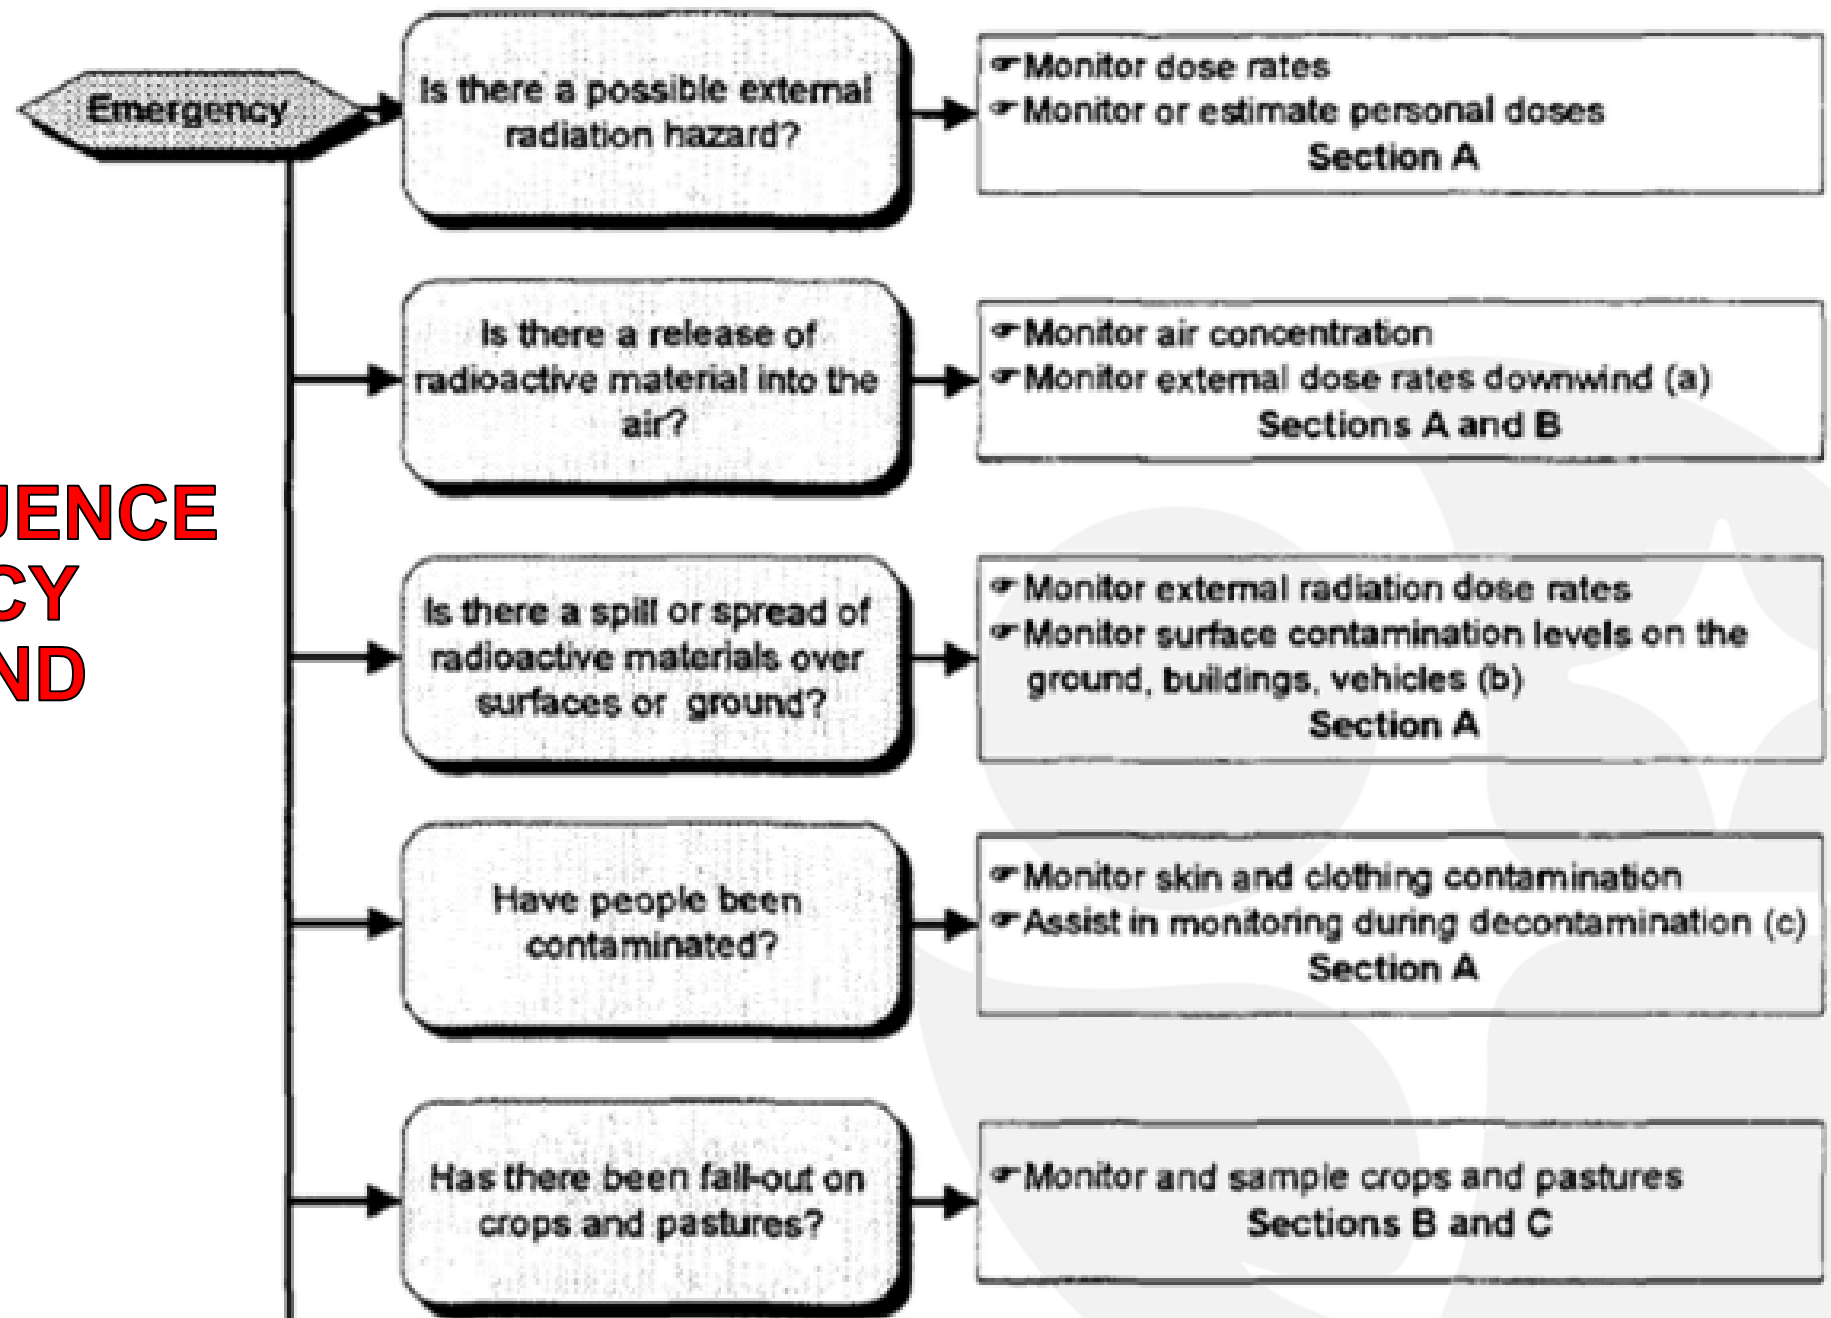 Emergency
Is there a possible external
radiation hazard?
☞Monitor dose rates
☞Monitor or estimate personal doses
Section A
Is there a release of
radioactive material into the
air?
☞Monitor air concentration
☞Monitor external dose rates downwind (a)
Sections A and B
UENCE
CY
ND
Is there a spill or spread of
radioactive materials over
surfaces or ground?
☞Monitor external radiation dose rates
☞Monitor surface contamination levels on the
ground, buildings, vehicles (b)
Section A
Have people been
contaminated?
☞Monitor skin and clothing contamination
☞Assist in monitoring during decontamination (c)
Section A
Has there been fall-out on
crops and pastures?
☞Monitor and sample crops and pastures
Sections B and C